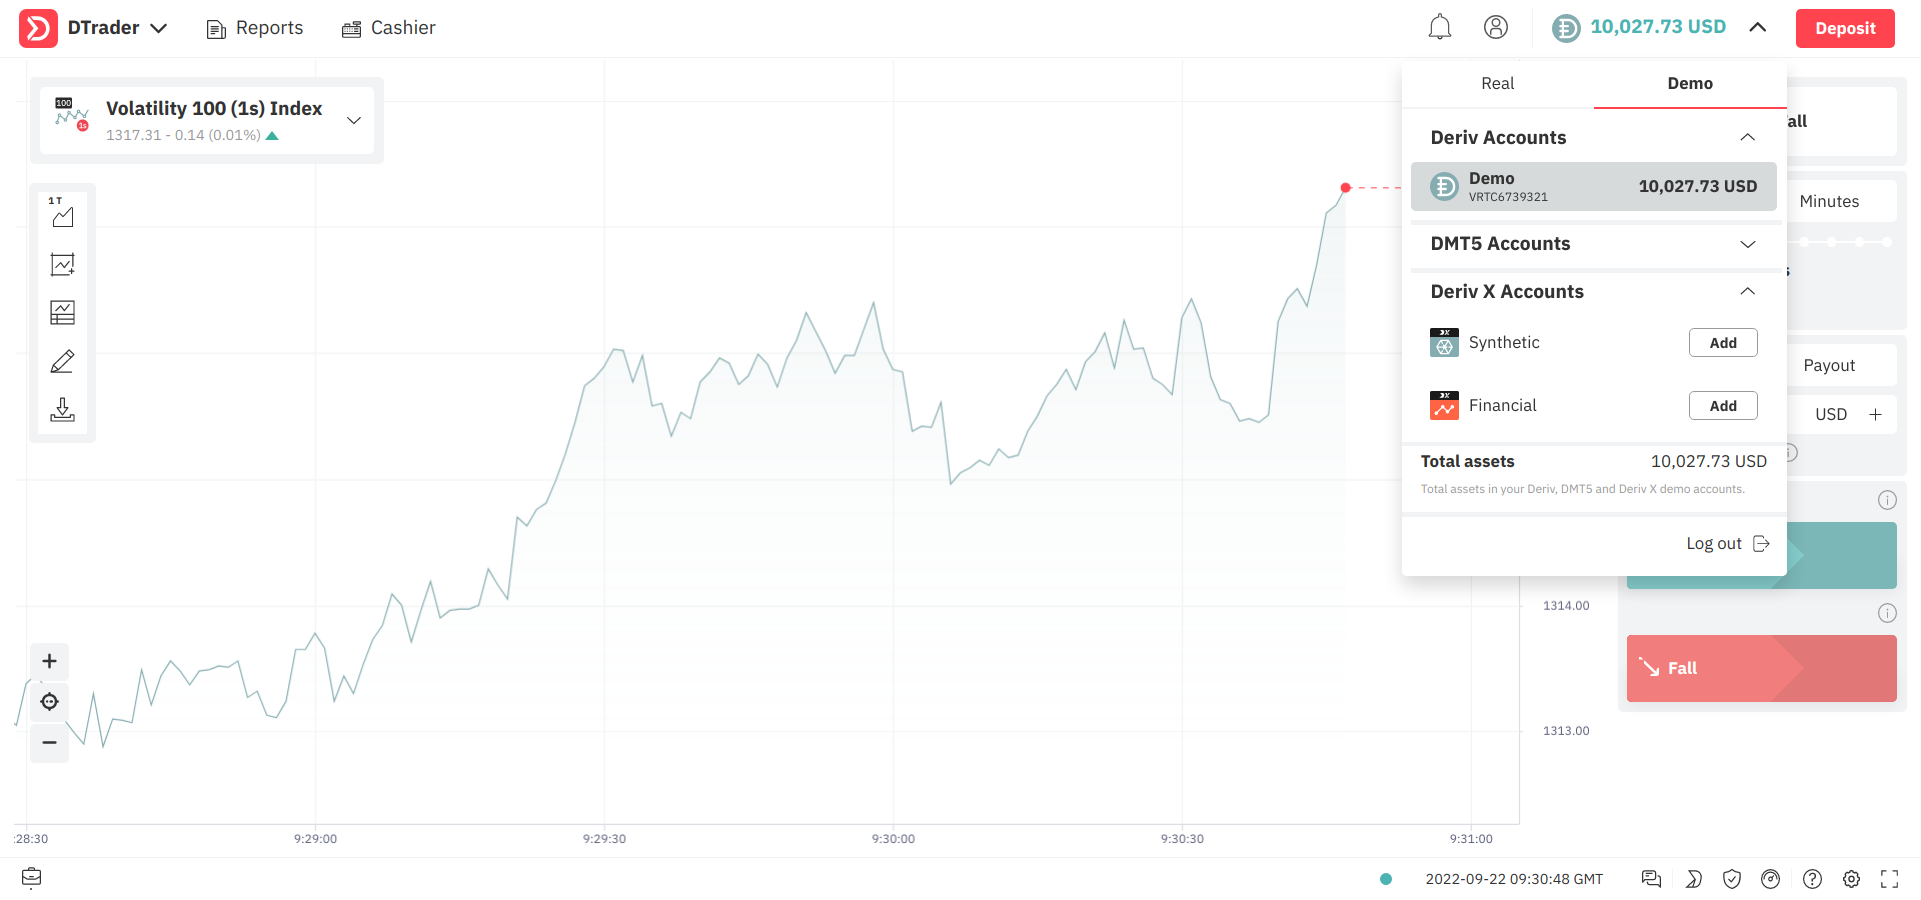 DTrader
Reports
Cashier
10,027.73 USD
Deposit
100
1s
Volatility 100 (1s) Index
1317.31 - 0.14 (0.01%)
1 T
Real
Demo
Deriv Accounts
Demo
VRTC6739321
10,027.73 USD
DMT5 Accounts
Deriv X Accounts
Synthetic
Add
Financial
Add
Total assets
10,027.73 USD
Total assets in your Deriv, DMT5 and Deriv X demo accounts.
Log out
Minutes
Payout
USD
Fall
1314.00
1313.00
:28:30
9:29:00
9:29:30
9:30:00
9:30:30
9:31:00
2022-09-22 09:30:48 GMT